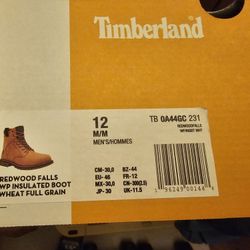 Timberland
12
M/M
MEN'S/HOMMES
TB 0A44GC 231
REDWOODFALLS
CM-30,0 BZ-44
EU-46 FR-12
MX-30,0 CN-300(2,5)
JP-30 UK-11.5
REDWOOD FALLS
WP INSULATED BOOT
WHEAT FULL GRAIN